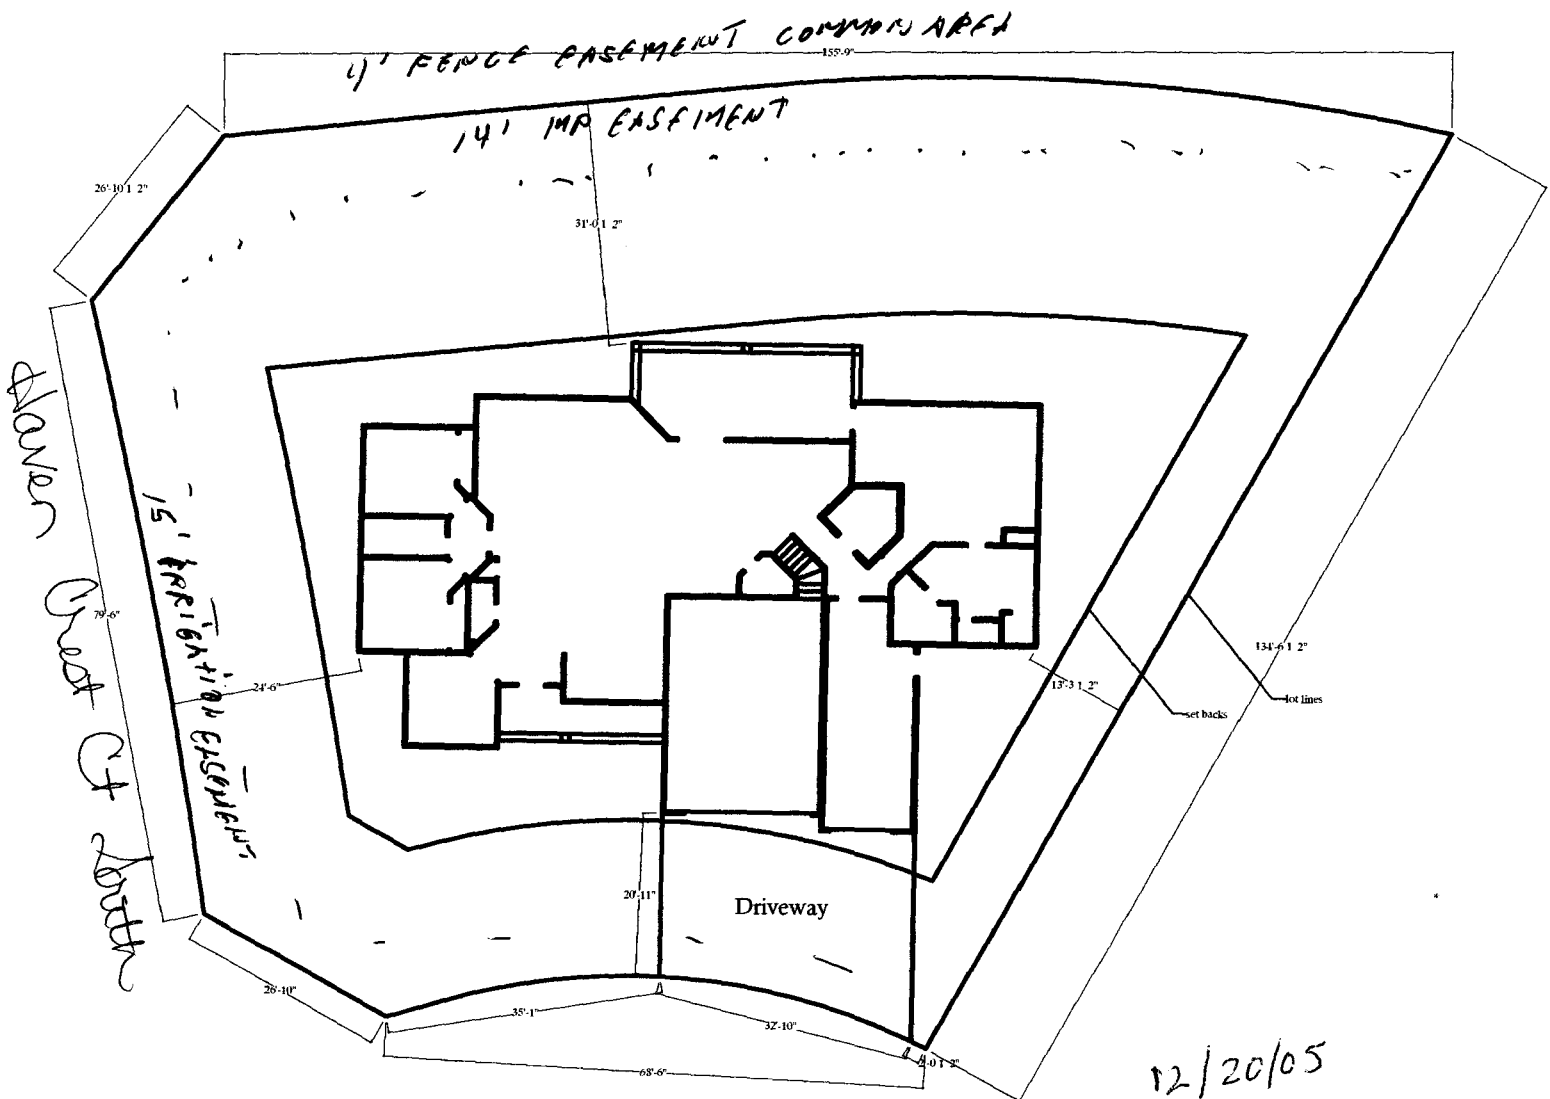 4' FENCE EASEMENT COMMON AREA
155'-9"
14' MP EASEMENT
26'-10 1 2"
31'-0 1 2"
Haven Crest Ct South
79'-6"
15' IRRIGATION EASEMENT
24'-6"
134'-6 1 2"
13'-3 1 2"
lot lines
set backs
20'-11"
Driveway
26'-10"
35'-1"
32'-10"
2'-0 1 2"
68'-6"
12/20/05